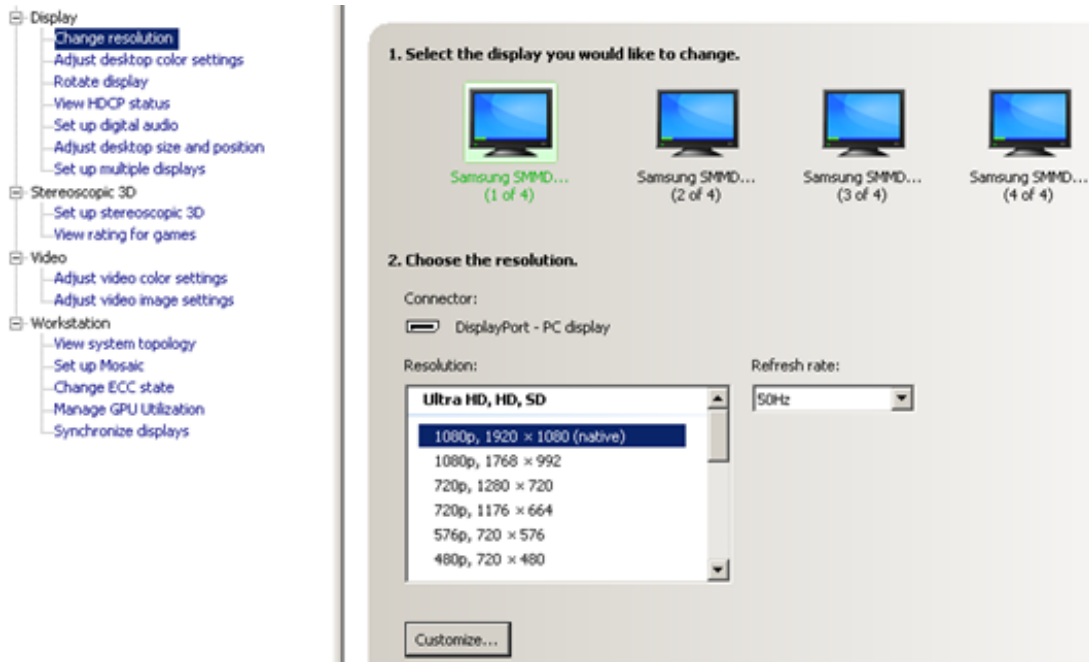 Display
Change resolution
Adjust desktop color settings
Rotate display
View HDCP status
Set up digital audio
Adjust desktop size and position
Set up multiple displays
Stereoscopic 3D
Set up stereoscopic 3D
View rating for games
Video
Adjust video color settings
Adjust video image settings
Workstation
View system topology
Set up Mosaic
Change ECC state
Manage GPU Utilization
Synchronize displays
1. Select the display you would like to change.
Samsung SMMD...
(1 of 4)
Samsung SMMD...
(2 of 4)
Samsung SMMD...
(3 of 4)
Samsung SMMD...
(4 of 4)
2. Choose the resolution.
Connector:
DisplayPort - PC display
Resolution:
Ultra HD, HD, SD
1080p, 1920 × 1080 (native)
1080p, 1768 × 992
720p, 1280 × 720
720p, 1176 × 664
576p, 720 × 576
480p, 720 × 480
Refresh rate:
50Hz
Customize...